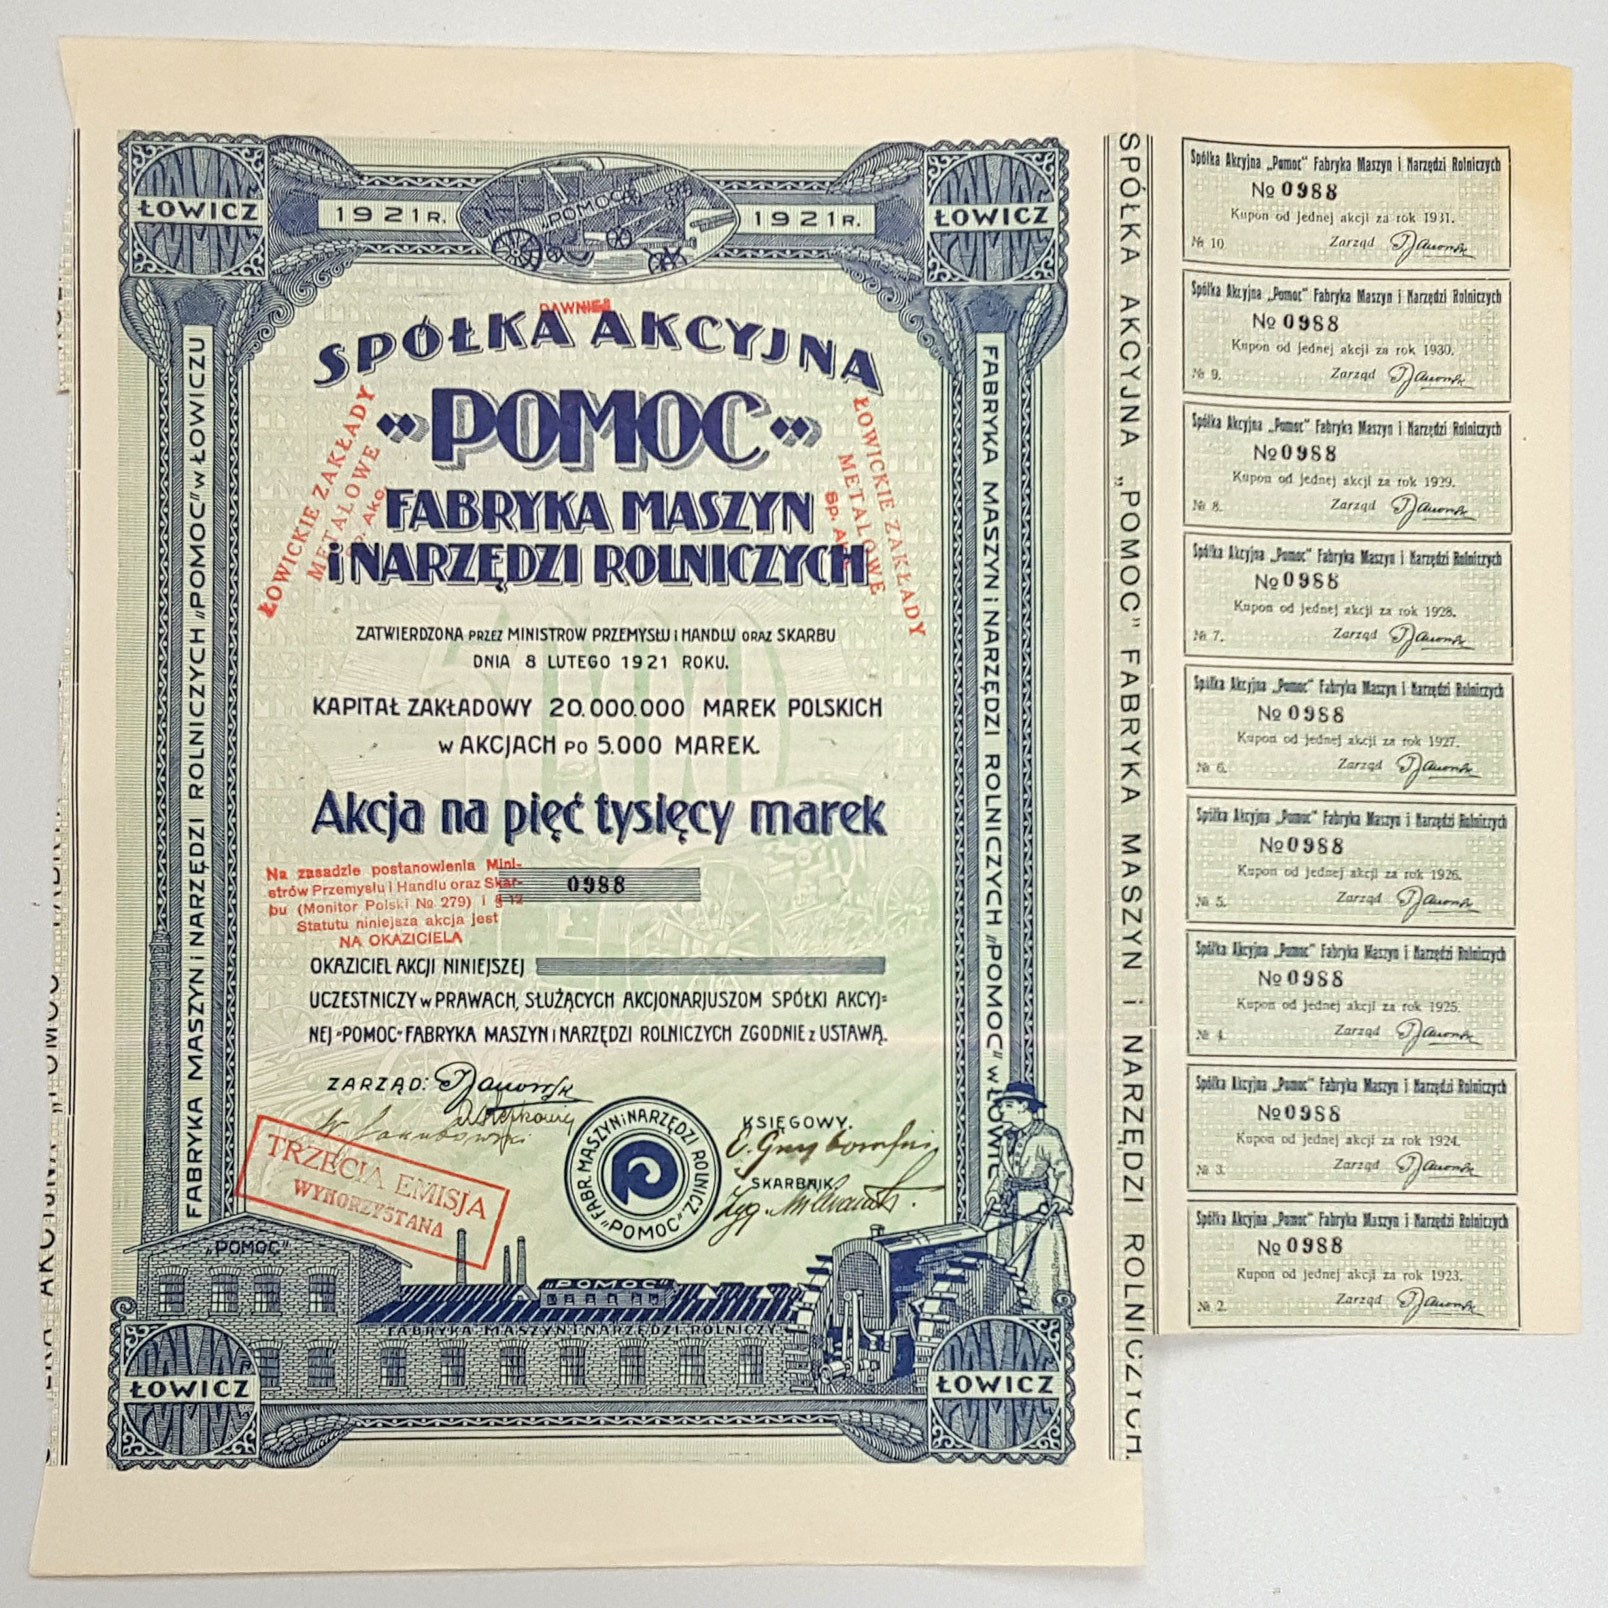 ŁOWICZ
1921 R.
POMOC
1921 R.
ŁOWICZ
DAWNIEJ
SPÓŁKA AKCYJNA
"POMOC"
FABRYKA MASZYN
i NARZĘDZI ROLNICZYCH
ŁOWICKIE ZAKŁADY
METALOWE
Sp. Akc.
ŁOWICKIE ZAKŁADY
METALOWE
Sp. Akc.
ZATWIERDZONA PRZEZ MINISTROW PRZEMYSŁU i HANDLU ORAZ SKARBU
DNIA 8 LUTEGO 1921 ROKU.
KAPITAŁ ZAKŁADOWY 20.000.000 MAREK POLSKICH
w AKCJACH PO 5.000 MAREK.
Akcja na pięć tysięcy marek
Na zasadzie postanowienia Mini-
strów Przemysłu i Handlu oraz Skar-
bu (Monitor Polski No 279) i § 12
Statutu niniejsza akcja jest
NA OKAZICIELA
0988
OKAZICIEL AKCJI NINIEJSZEJ
UCZESTNICZY w PRAWACH, SŁUŻĄCYCH AKCJONARJUSZOM SPÓŁKI AKCYJ=
NEJ "POMOC" FABRYKA MASZYN i NARZĘDZI ROLNICZYCH ZGODNIE z USTAWĄ.
ZARZĄD:
KSIĘGOWY.
SKARBNIK.
FABR. MASZYN i NARZĘDZI ROLNICZ.
"POMOC"
TRZECIA EMISJA
WYKORZYSTANA
"POMOC"
"POMOC"
FABRYKA MASZYN i NARZĘDZI ROLNICZY
ŁOWICZ
ŁOWICZ
FABRYKA MASZYN i NARZĘDZI ROLNICZYCH „POMOC" w ŁOWICZU
FABRYKA MASZYN i NARZĘDZI ROLNICZYCH „POMOC" w ŁOWIC
SPÓŁKA AKCYJNA „POMOC" FABRYKA MASZYN i NARZĘDZI ROLNICZYCH.
Spółka Akcyjna „Pomoc" Fabryka Maszyn i Narzędzi Rolniczych
No 0988
Kupon od jednej akcji za rok 1931.
№ 10 Zarząd
Spółka Akcyjna „Pomoc" Fabryka Maszyn i Narzędzi Rolniczych
No 0988
Kupon od jednej akcji za rok 1930.
№ 9. Zarząd
Spółka Akcyjna „Pomoc" Fabryka Maszyn i Narzędzi Rolniczych
No 0988
Kupon od jednej akcji za rok 1929.
№ 8. Zarząd
Spółka Akcyjna „Pomoc" Fabryka Maszyn i Narzędzi Rolniczych
No 0988
Kupon od jednej akcji za rok 1928.
№ 7. Zarząd
Spółka Akcyjna „Pomoc" Fabryka Maszyn i Narzędzi Rolniczych
No 0988
Kupon od jednej akcji za rok 1927.
№ 6. Zarząd
Spółka Akcyjna „Pomoc" Fabryka Maszyn i Narzędzi Rolniczych
No 0988
Kupon od jednej akcji za rok 1926.
№ 5. Zarząd
Spółka Akcyjna „Pomoc" Fabryka Maszyn i Narzędzi Rolniczych
No 0988
Kupon od jednej akcji za rok 1925.
№ 4. Zarząd
Spółka Akcyjna „Pomoc" Fabryka Maszyn i Narzędzi Rolniczych
No 0988
Kupon od jednej akcji za rok 1924.
№ 3. Zarząd
Spółka Akcyjna „Pomoc" Fabryka Maszyn i Narzędzi Rolniczych
No 0988
Kupon od jednej akcji za rok 1923.
№ 2. Zarząd